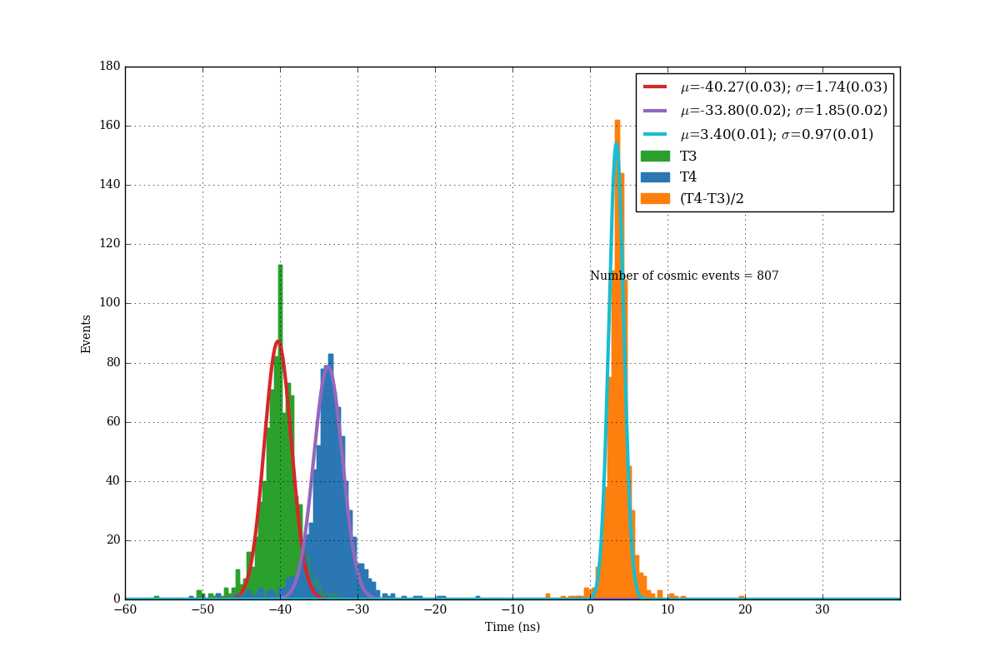 180
160
140
120
100
80
60
40
20
0
Events
μ=-40.27(0.03); σ=1.74(0.03)
μ=-33.80(0.02); σ=1.85(0.02)
μ=3.40(0.01); σ=0.97(0.01)
T3
T4
(T4-T3)/2
Number of cosmic events = 807
−60 −50 −40 −30 −20 −10 0 10 20 30
Time (ns)